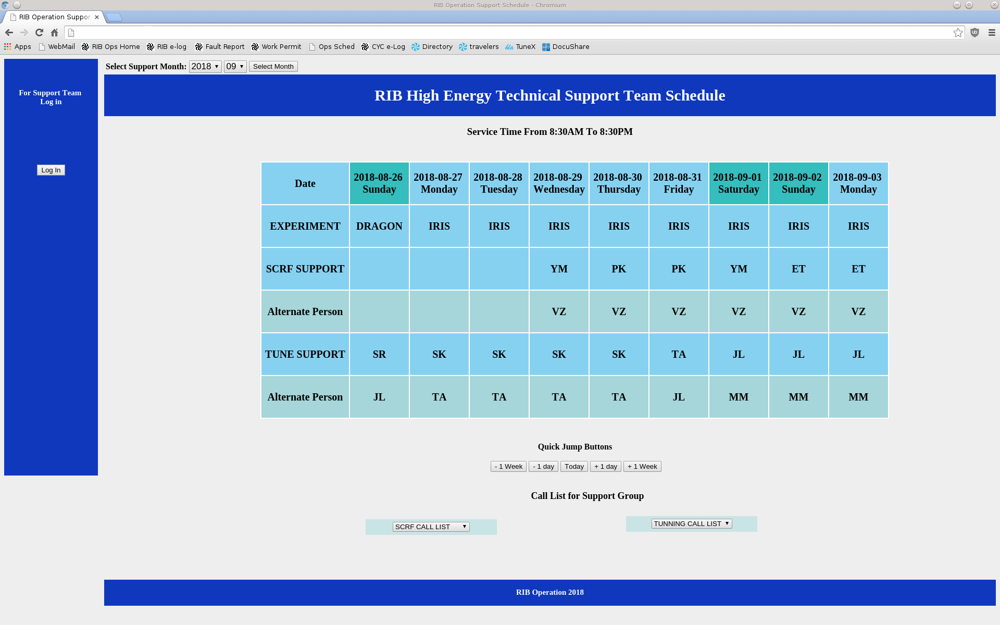 RIB Operation Support Schedule - Chromium
RIB Operation Suppor
Apps WebMail RIB Ops Home RIB e-log Fault Report Work Permit Ops Sched CYC e-Log Directory travelers hla TuneX DocuShare
Select Support Month: 2018 09 Select Month
For Support Team
Log in
Log In
RIB High Energy Technical Support Team Schedule
Service Time From 8:30AM To 8:30PM
Date 2018-08-26 Sunday 2018-08-27 Monday 2018-08-28 Tuesday 2018-08-29 Wednesday 2018-08-30 Thursday 2018-08-31 Friday 2018-09-01 Saturday 2018-09-02 Sunday 2018-09-03 Monday
EXPERIMENT DRAGON IRIS IRIS IRIS IRIS IRIS IRIS IRIS IRIS
SCRF SUPPORT YM PK PK YM ET ET
Alternate Person VZ VZ VZ VZ VZ VZ
TUNE SUPPORT SR SK SK SK SK TA JL JL JL
Alternate Person JL TA TA TA TA JL MM MM MM
Quick Jump Buttons
- 1 Week - 1 day Today + 1 day + 1 Week
Call List for Support Group
SCRF CALL LIST TUNNING CALL LIST
RIB Operation 2018